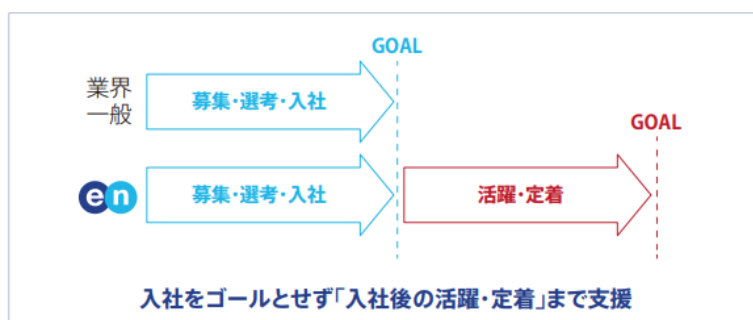 GOAL
業界
一般
募集・選考・入社
GOAL
en
募集・選考・入社
活躍・定着
入社をゴールとせず「入社後の活躍・定着」まで支援